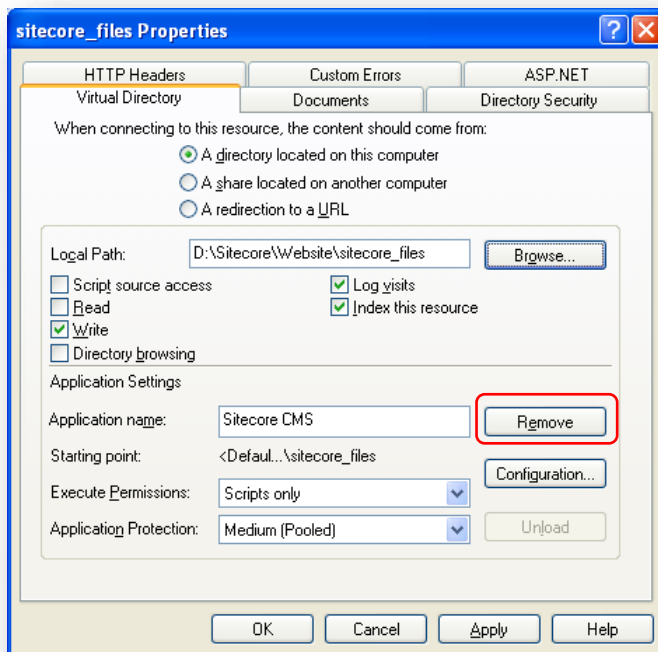 sitecore_files Properties
HTTP Headers Custom Errors ASP.NET
Virtual Directory Documents Directory Security
When connecting to this resource, the content should come from:
A directory located on this computer
A share located on another computer
A redirection to a URL
Local Path: D:\Sitecore\Website\sitecore_files Browse...
Script source access Log visits
Read Index this resource
Write
Directory browsing
Application Settings
Application name: Sitecore CMS Remove
Starting point: <Defaul...\sitecore_files
Configuration...
Execute Permissions: Scripts only
Application Protection: Medium (Pooled) Unload
OK Cancel Apply Help